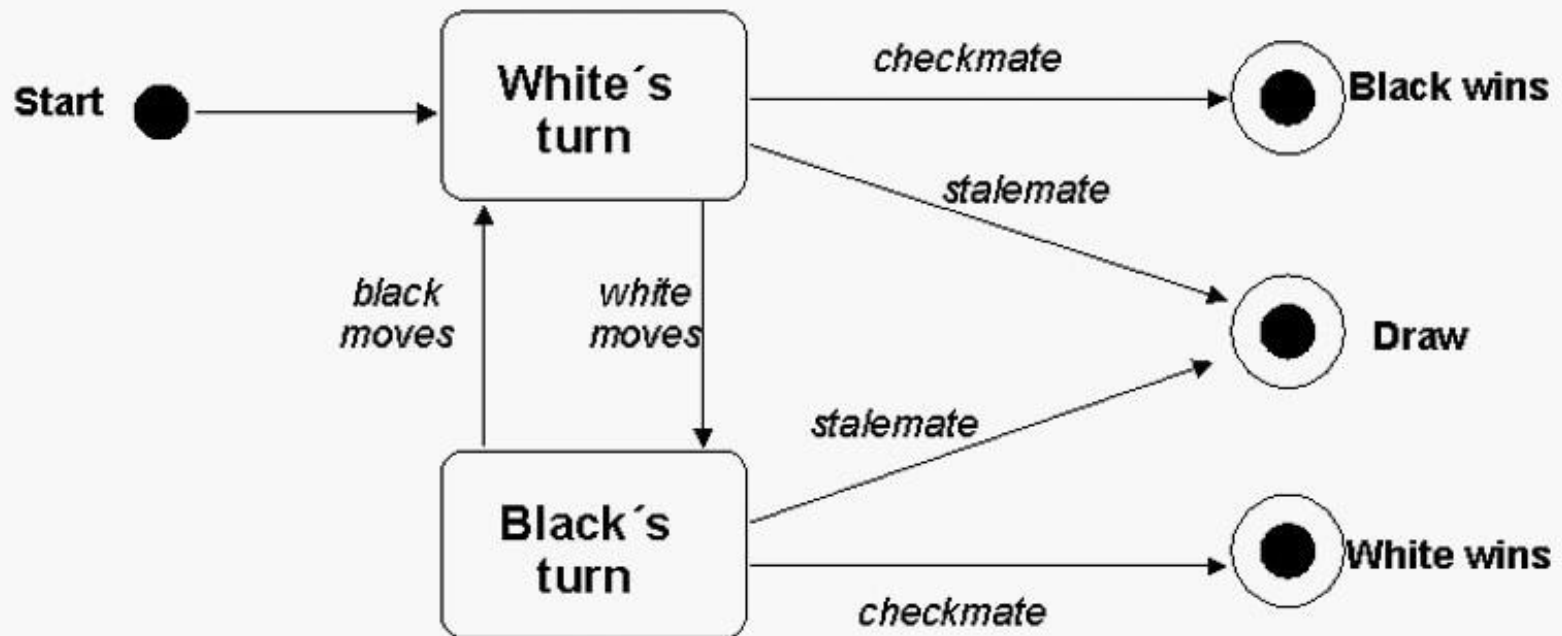 Start
White´s
turn
checkmate
Black wins
stalemate
black
moves
white
moves
Draw
stalemate
Black´s
turn
White wins
checkmate